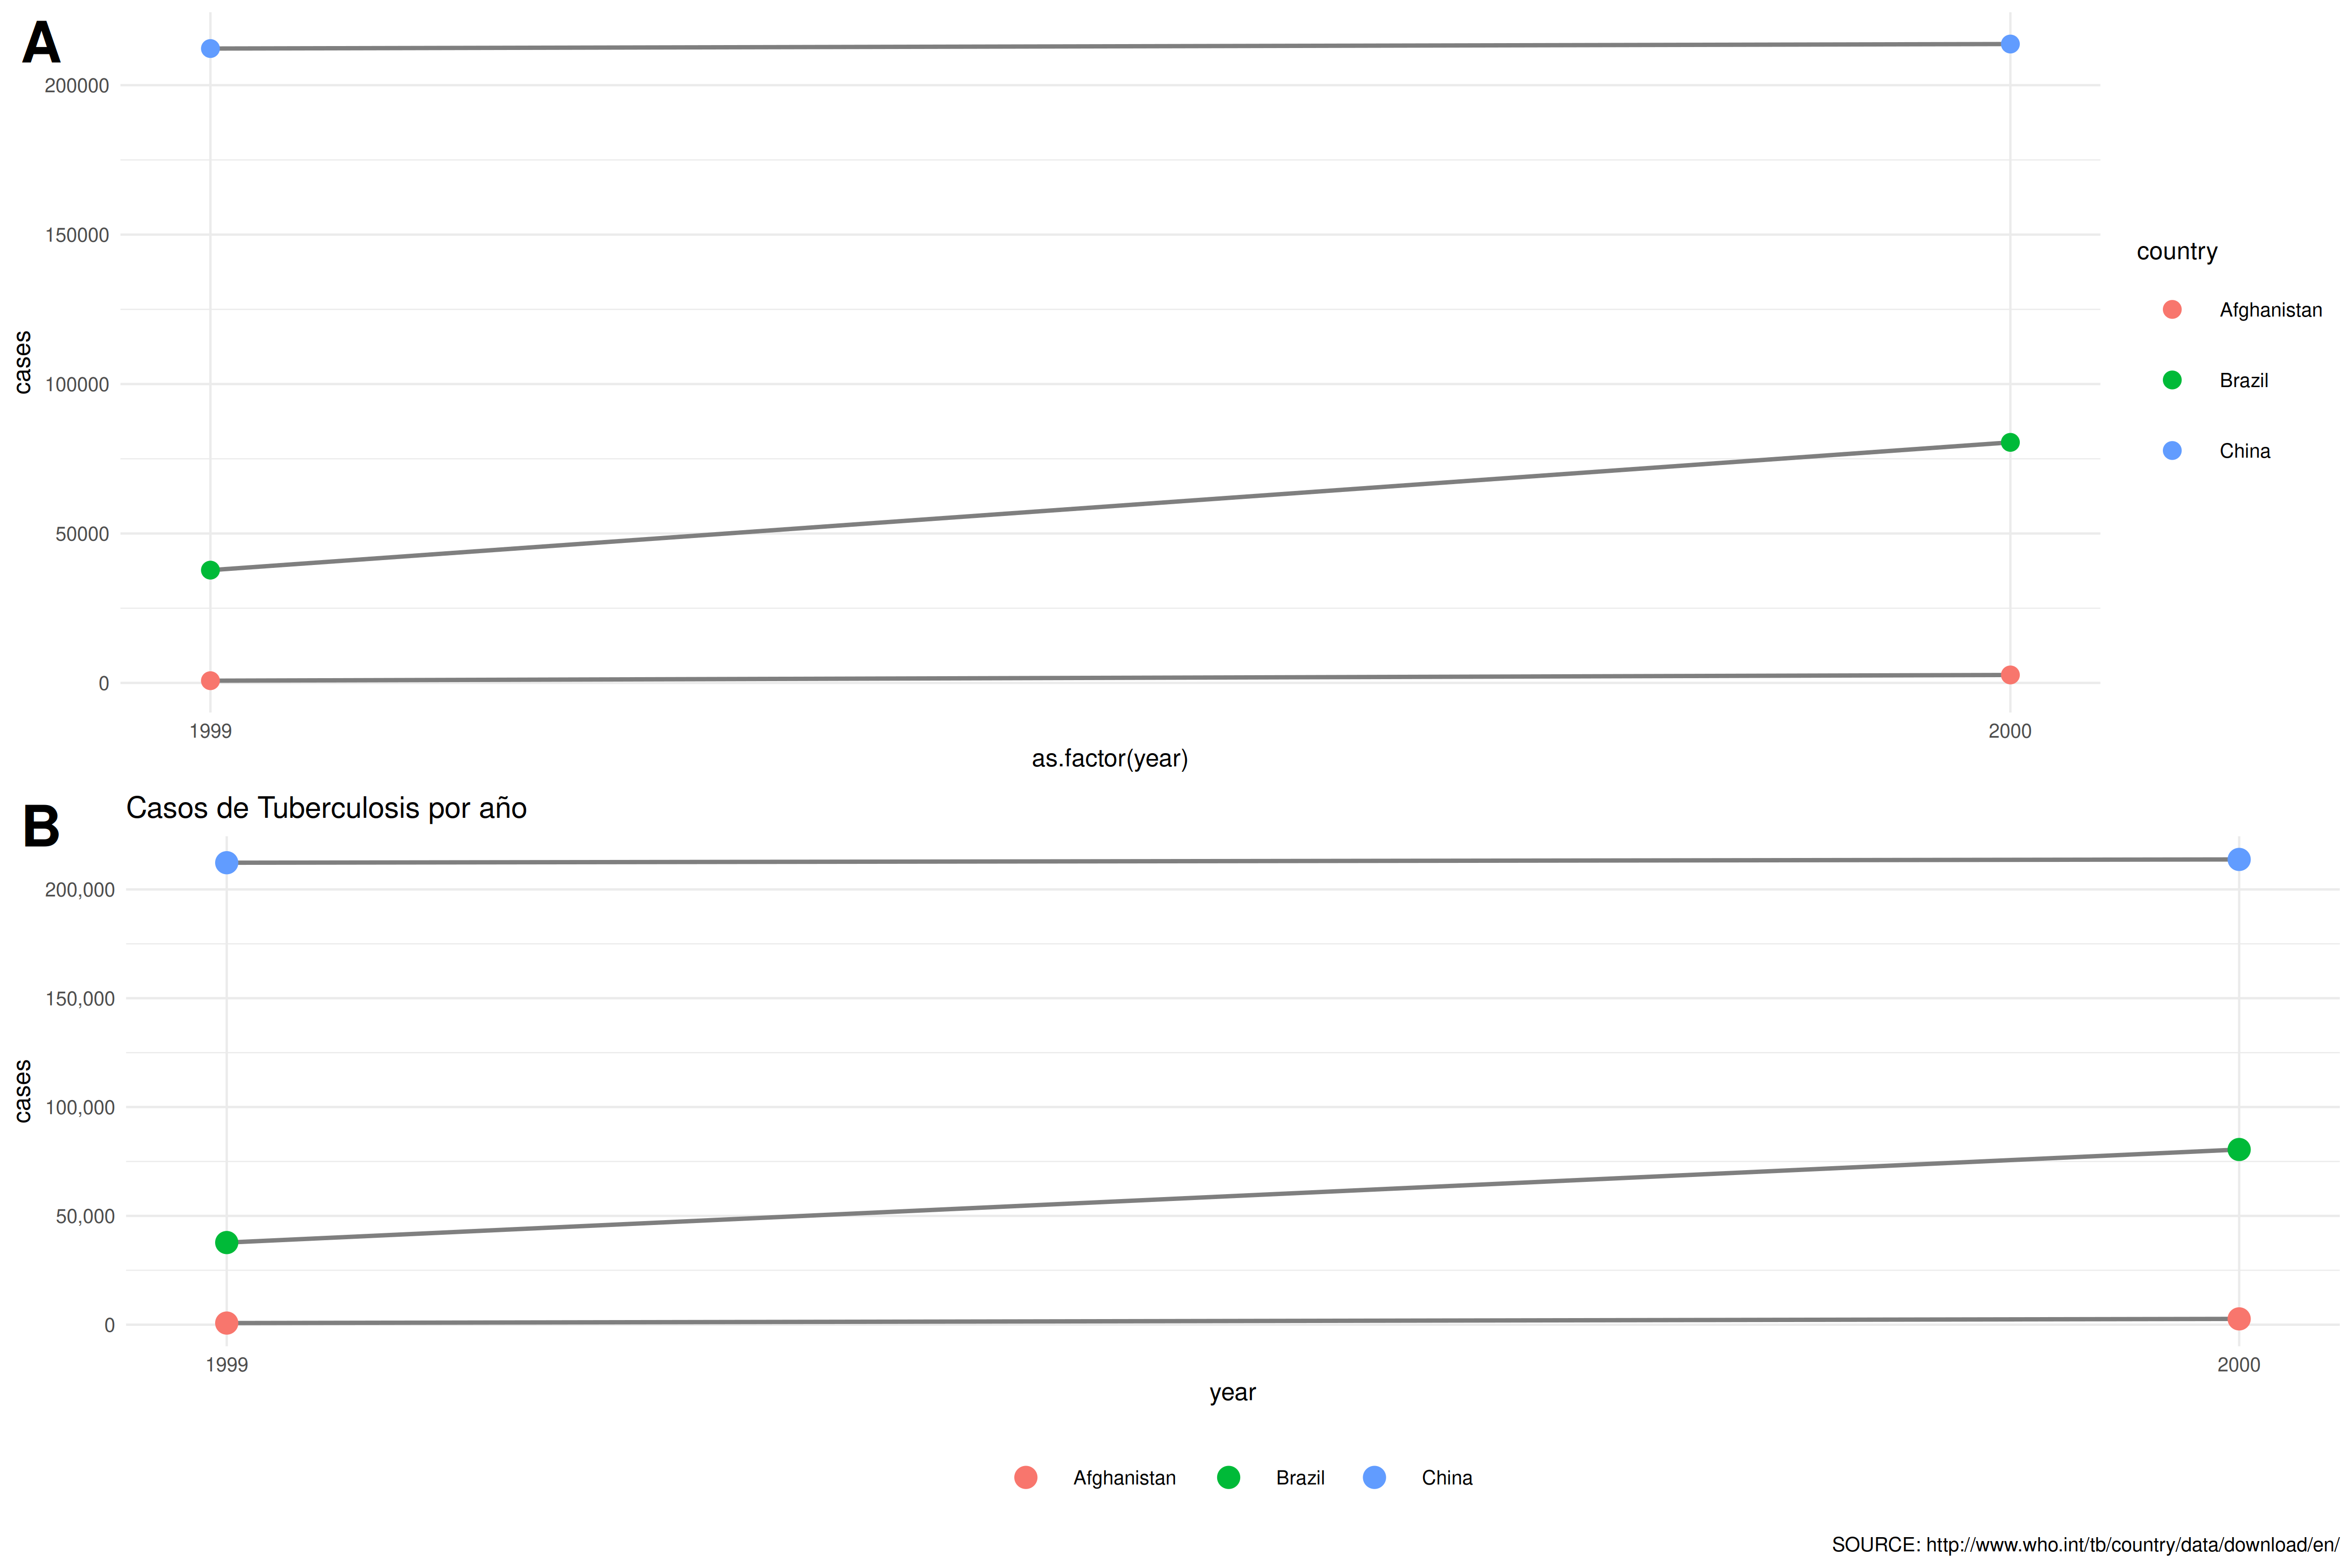 A
200000
150000
100000
50000
0
cases
1999
2000
as.factor(year)
country
Afghanistan
Brazil
China
B
Casos de Tuberculosis por año
200,000
150,000
100,000
50,000
0
cases
1999
2000
year
Afghanistan
Brazil
China
SOURCE: http://www.who.int/tb/country/data/download/en/